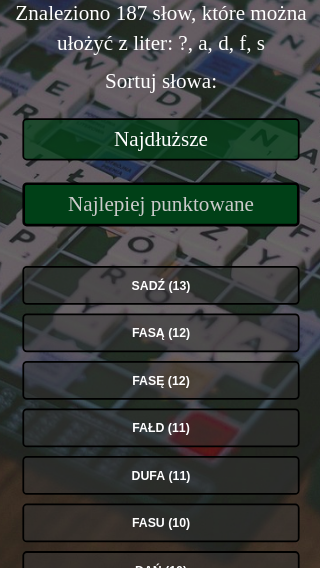 Znaleziono 187 słow, które można
ułożyć z liter: ?, a, d, f, s
Sortuj słowa:
Najdłuższe
Najlepiej punktowane
SADŹ (13)
FASĄ (12)
FASĘ (12)
FAŁD (11)
DUFA (11)
FASU (10)